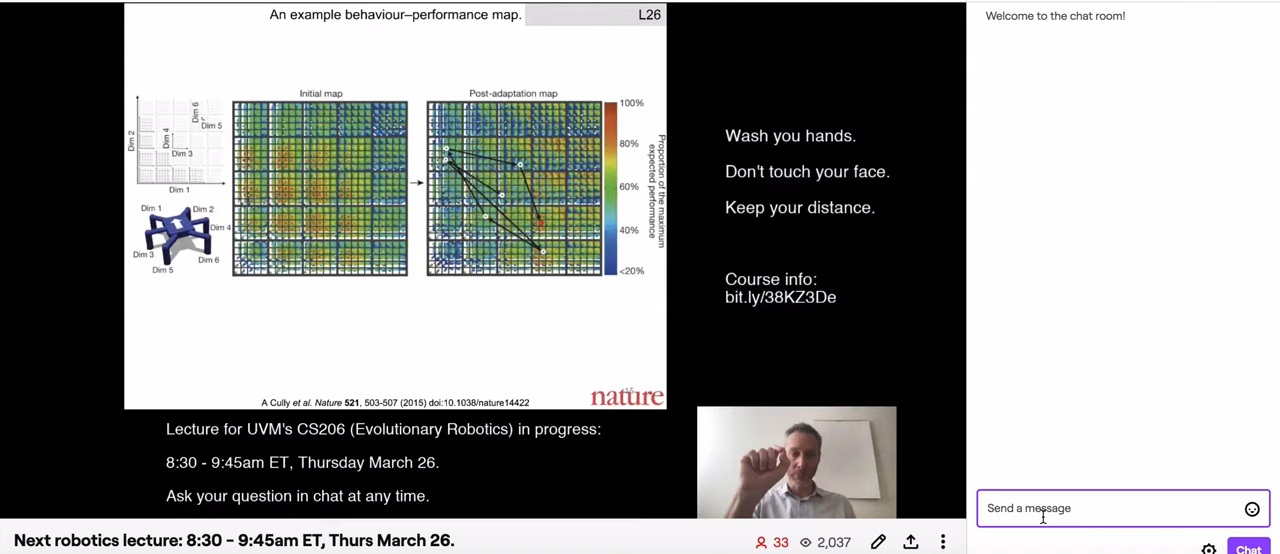 An example behaviour–performance map.
L26
Initial map
Post-adaptation map
Dim 2
Dim 4
Dim 6
Dim 5
Dim 3
Dim 1
Dim 1
Dim 2
Dim 4
Dim 3
Dim 6
Dim 5
100%
80%
60%
40%
<20%
Proportion of the maximum
expected performance
A Cully et al. Nature 521, 503-507 (2015) doi:10.1038/nature14422
nature
Wash you hands.
Don't touch your face.
Keep your distance.
Course info:
bit.ly/38KZ3De
Lecture for UVM's CS206 (Evolutionary Robotics) in progress:
8:30 - 9:45am ET, Thursday March 26.
Ask your question in chat at any time.
Next robotics lecture: 8:30 – 9:45am ET, Thurs March 26.
33
2,037
Welcome to the chat room!
Send a message
Chat